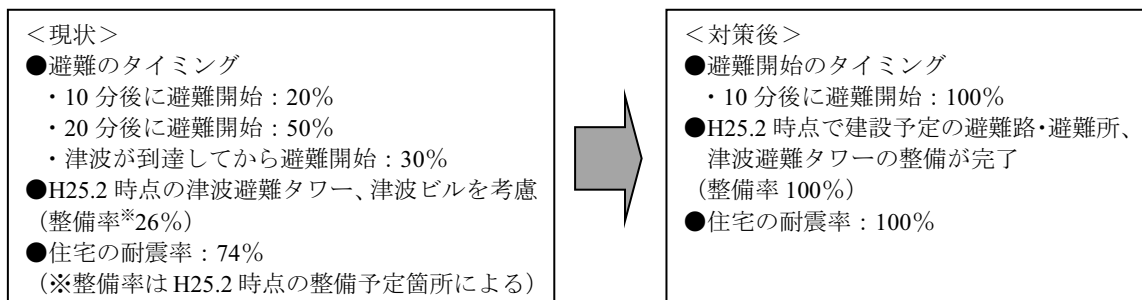 ＜現状＞
●避難のタイミング
・10 分後に避難開始：20％
・20 分後に避難開始：50％
・津波が到達してから避難開始：30％
●H25.2 時点の津波避難タワー、津波ビルを考慮
（整備率※26％）
●住宅の耐震率：74％
（※整備率は H25.2 時点の整備予定箇所による）
＜対策後＞
●避難開始のタイミング
・10 分後に避難開始：100％
●H25.2 時点で建設予定の避難路・避難所、
津波避難タワーの整備が完了
（整備率 100％）
●住宅の耐震率：100％